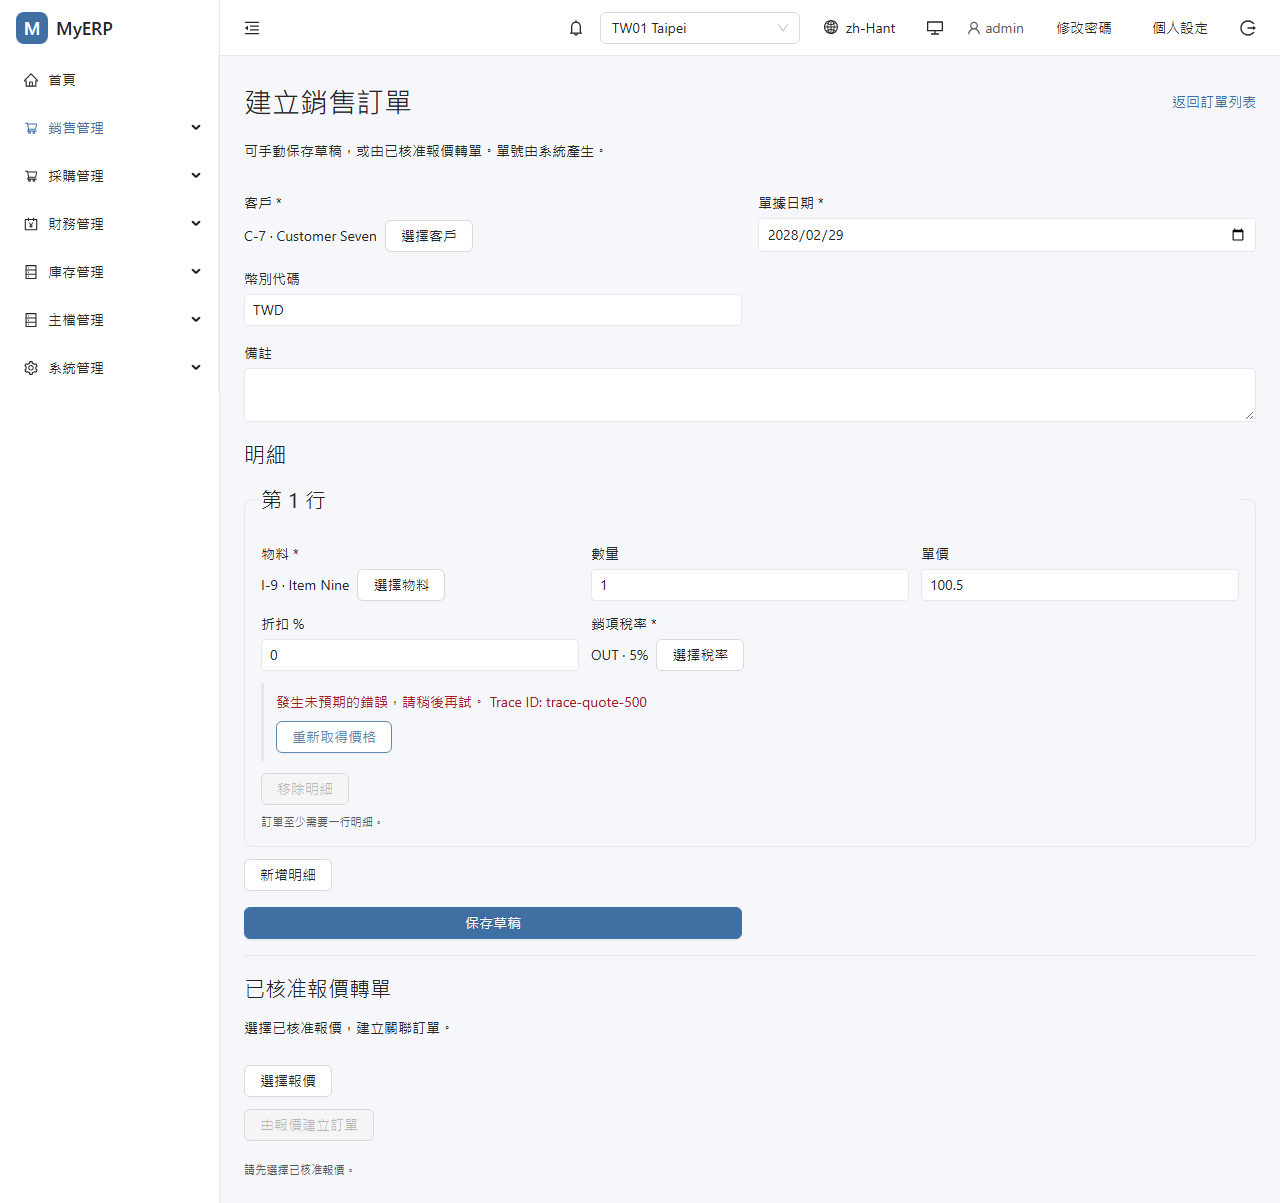 M MyERP
TW01 Taipei
zh-Hant
admin
修改密碼
個人設定
首頁
銷售管理
採購管理
財務管理
庫存管理
主檔管理
系統管理
建立銷售訂單
返回訂單列表
可手動保存草稿，或由已核准報價轉單。單號由系統產生。
客戶 *
單據日期 *
C-7 · Customer Seven
選擇客戶
2028/02/29
幣別代碼
TWD
備註
明細
第 1 行
物料 *
數量
單價
I-9 · Item Nine
選擇物料
1
100.5
折扣 %
銷項稅率 *
0
OUT · 5%
選擇稅率
發生未預期的錯誤，請稍後再試。 Trace ID: trace-quote-500
重新取得價格
移除明細
訂單至少需要一行明細。
新增明細
保存草稿
已核准報價轉單
選擇已核准報價，建立關聯訂單。
選擇報價
由報價建立訂單
請先選擇已核准報價。